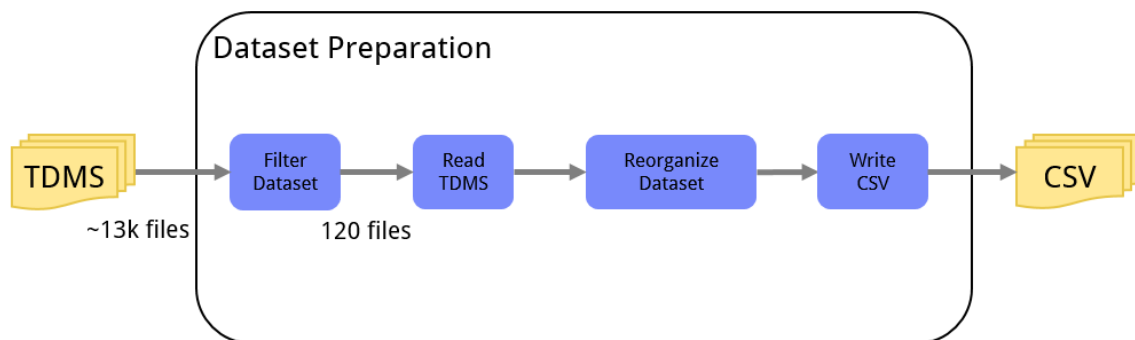 Dataset Preparation
TDMS
Filter
Dataset
Read
TDMS
Reorganize
Dataset
Write
CSV
CSV
~13k files
120 files